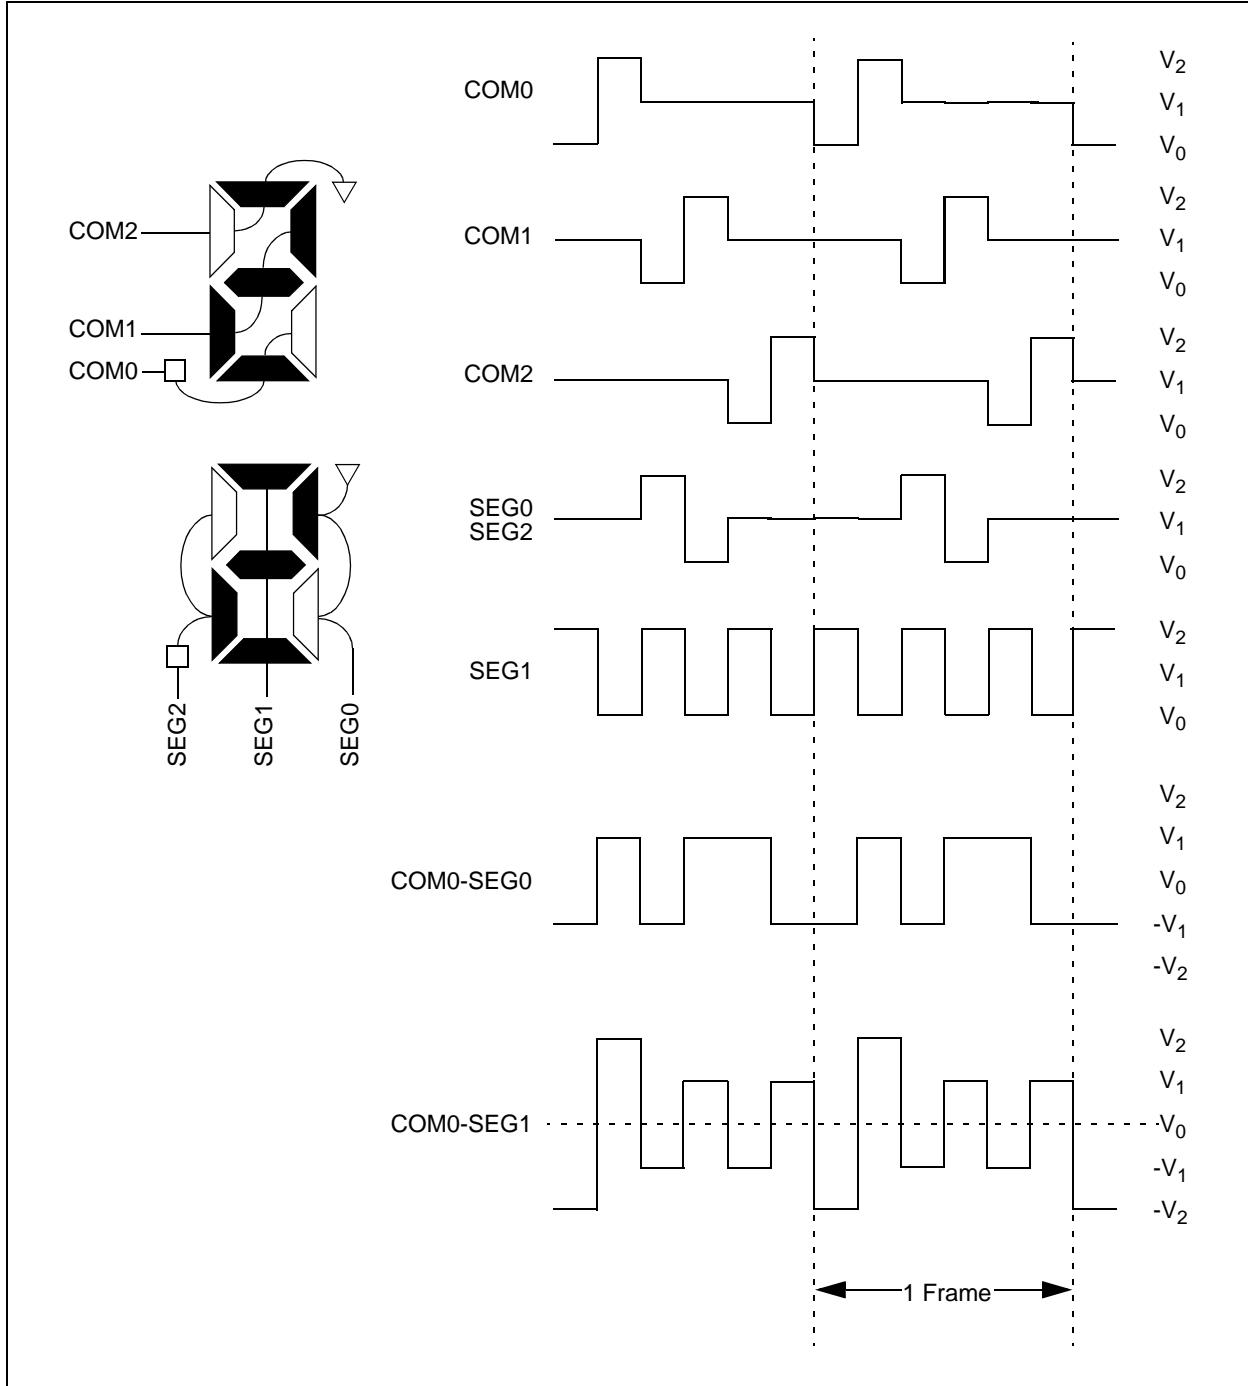 COM0
V2
V1
V0
COM2
COM1
COM0
COM1
V2
V1
V0
COM2
V2
V1
V0
SEG0
SEG2
V2
V1
V0
SEG2
SEG1
SEG0
SEG1
V2
V1
V0
COM0-SEG0
V2
V1
V0
-V1
-V2
COM0-SEG1
V2
V1
V0
-V1
-V2
1 Frame